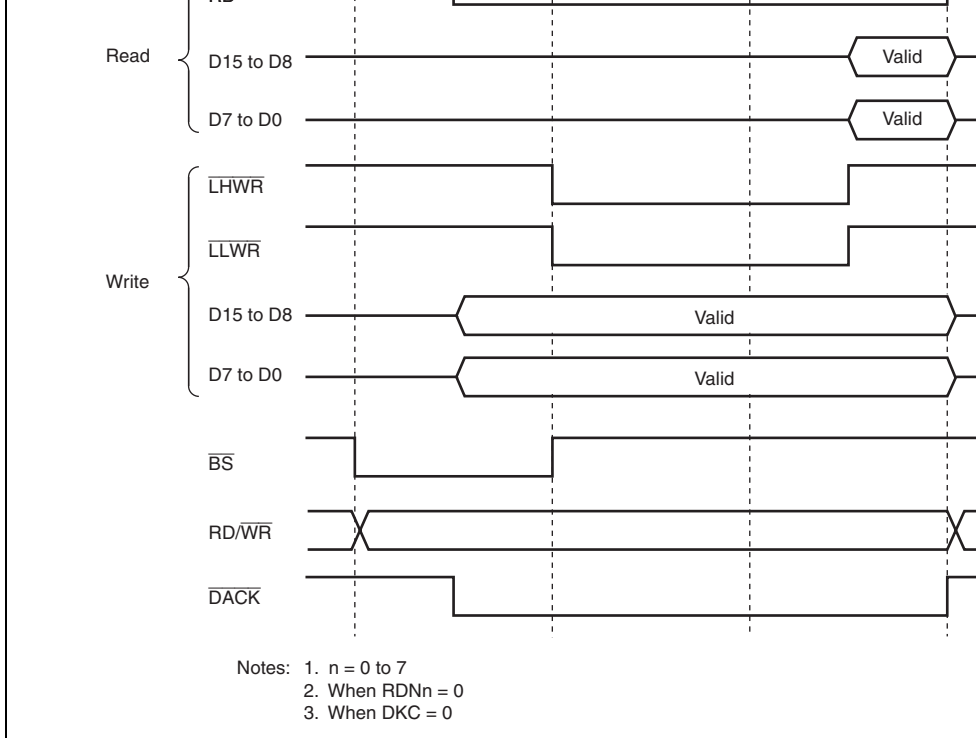 RD
Read
D15 to D8
Valid
D7 to D0
Valid
LHWR
LLWR
Write
D15 to D8
Valid
D7 to D0
Valid
BS
RD/WR
DACK
Notes: 1. n = 0 to 7
2. When RDNn = 0
3. When DKC = 0